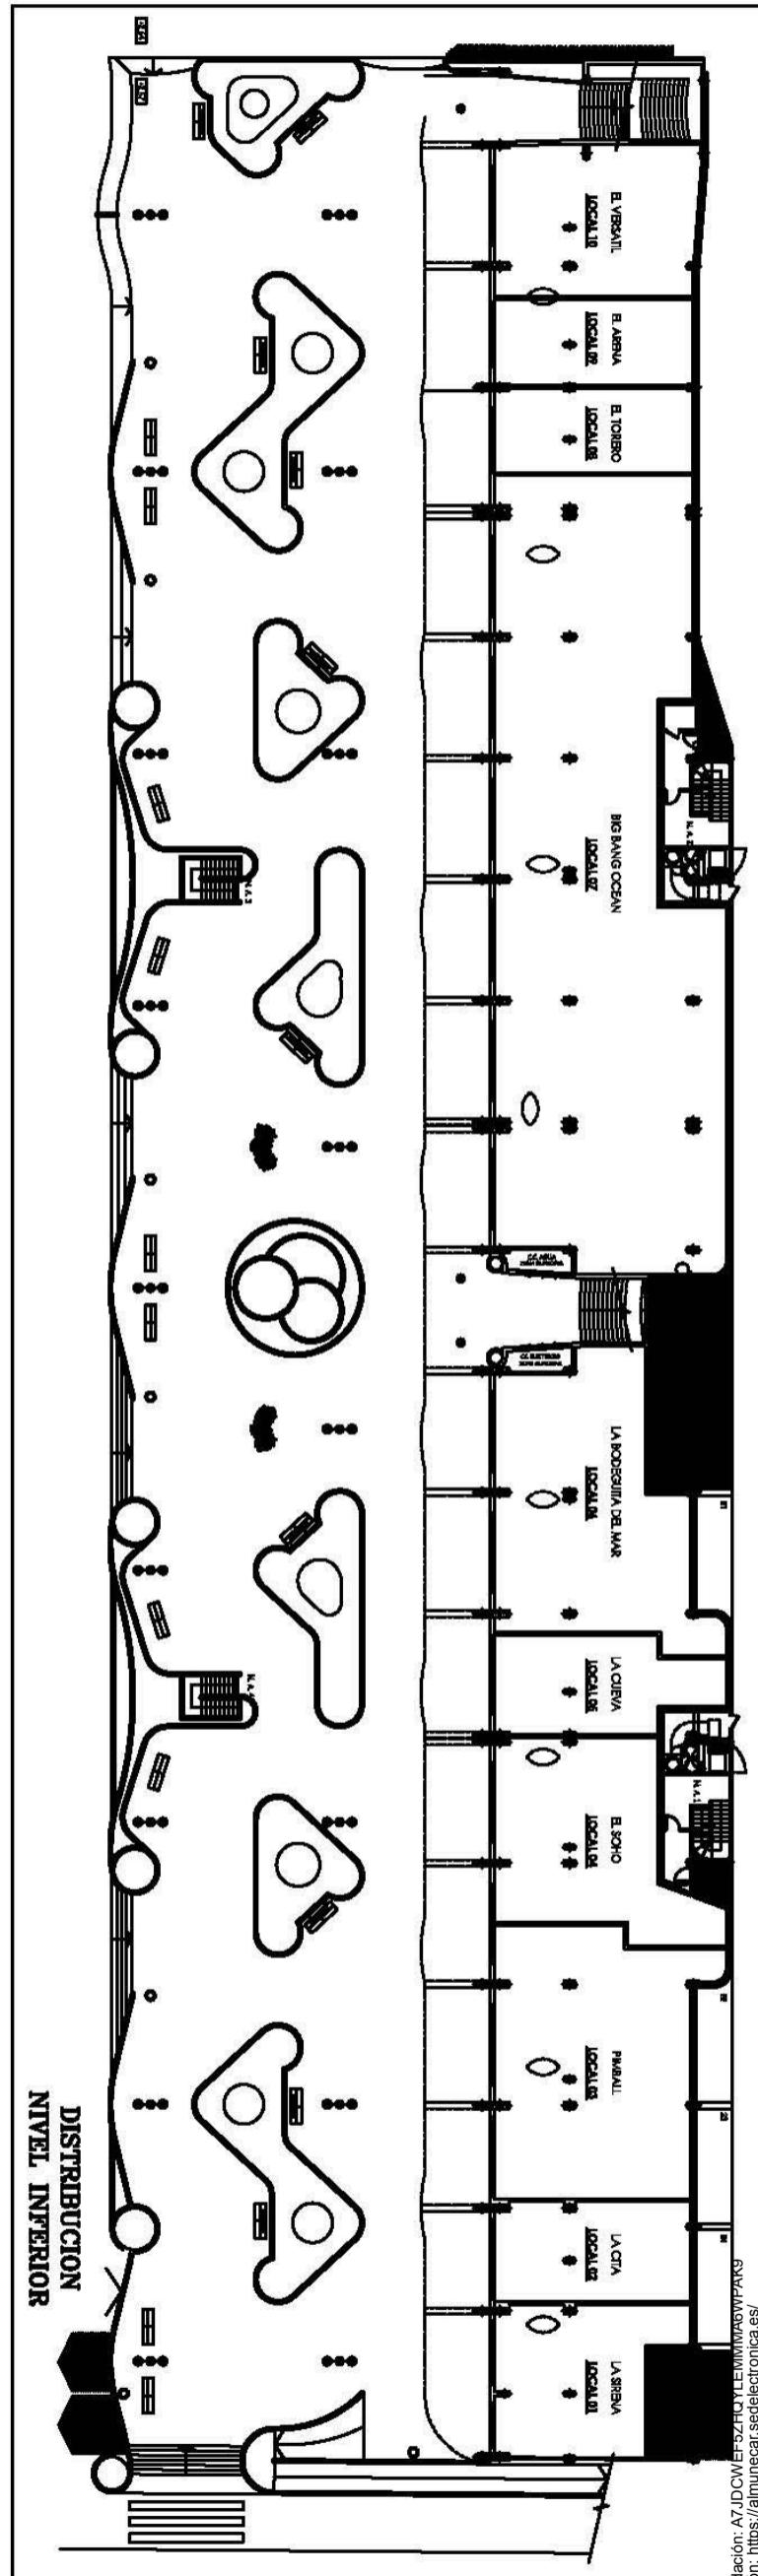 EL VERSATIL
LOCAL 10
EL ARENA
LOCAL 09
EL TORERO
LOCAL 08
BIG BANG OCEAN
LOCAL 07
LA BODEGUITA DEL MAR
LOCAL 06
LA CUEVA
LOCAL 05
EL SOHO
LOCAL 04
PIMBALL
LOCAL 03
LA CITA
LOCAL 02
LA SIRENA
LOCAL 01
DISTRIBUCION
NIVEL INFERIOR
https://almunecar.sedelectronica.es/